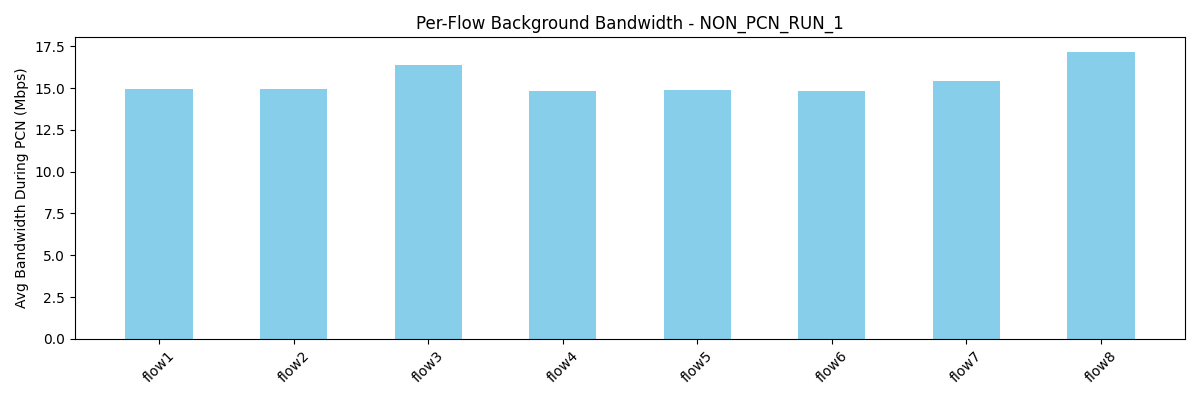 Per-Flow Background Bandwidth - NON_PCN_RUN_1
Avg Bandwidth During PCN (Mbps)
17.5
15.0
12.5
10.0
7.5
5.0
2.5
0.0
flow1 flow2 flow3 flow4 flow5 flow6 flow7 flow8